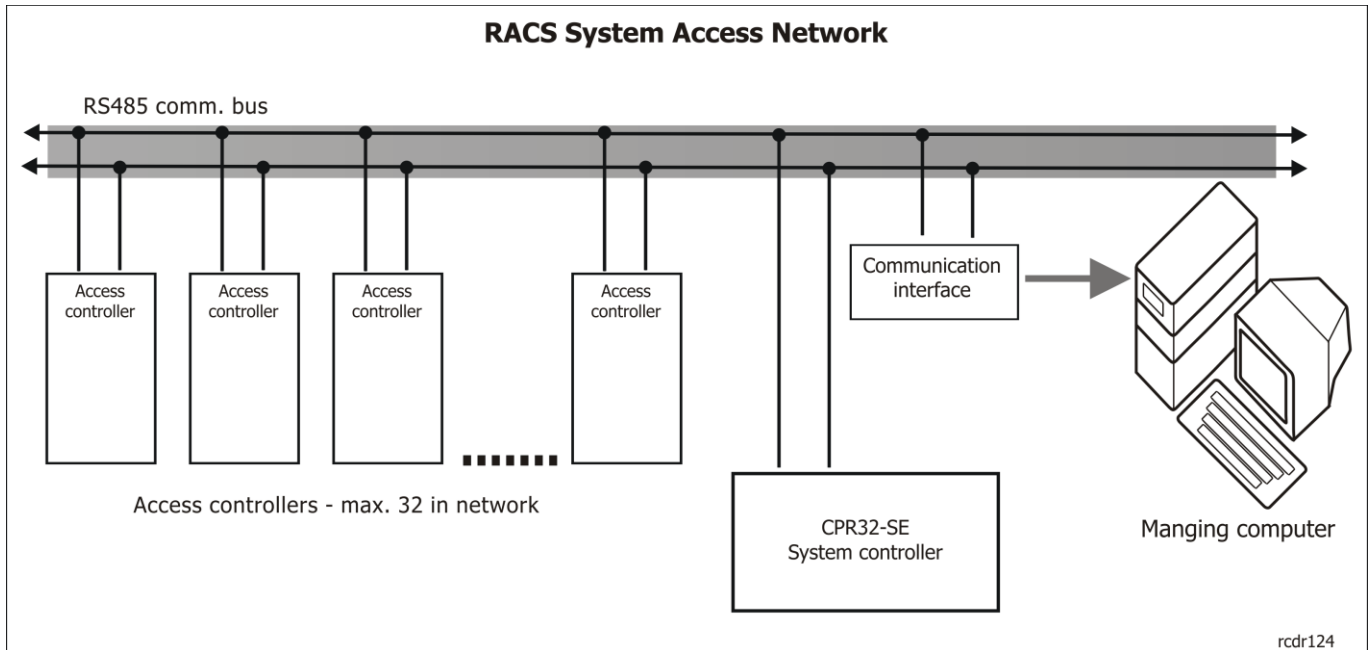 RACS System Access Network
RS485 comm. bus
Access
controller
Access
controller
Access
controller
Access
controller
Communication
interface
Access controllers - max. 32 in network
CPR32-SE
System controller
Manging computer
rcdr124